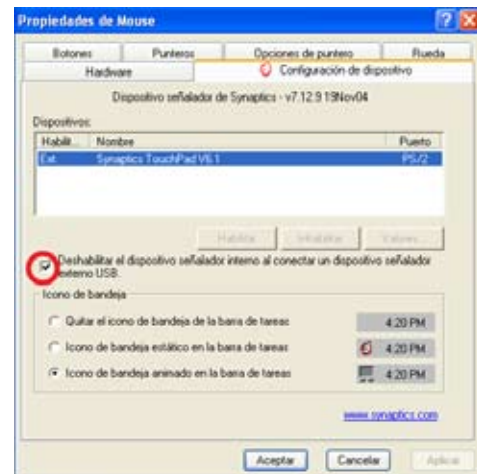 Propiedades de Mouse
Botones Punteros Opciones de puntero Rueda
Hardware Configuración de dispositivo
Dispositivo señalador de Synaptics - v7.12.9 19Nov04
Dispositivos:
Habilit... Nombre Puerto
Ext. Synaptics TouchPad V6.1 PS/2
Habilitar Inhabilitar Valores...
Deshabilitar el dispositivo señalador interno al conectar un dispositivo señalador
externo USB.
Icono de bandeja
Quitar el icono de bandeja de la barra de tareas 4:20 PM
Icono de bandeja estático en la barra de tareas 4:20 PM
Icono de bandeja animado en la barra de tareas 4:20 PM
www.synaptics.com
Aceptar Cancelar Aplicar